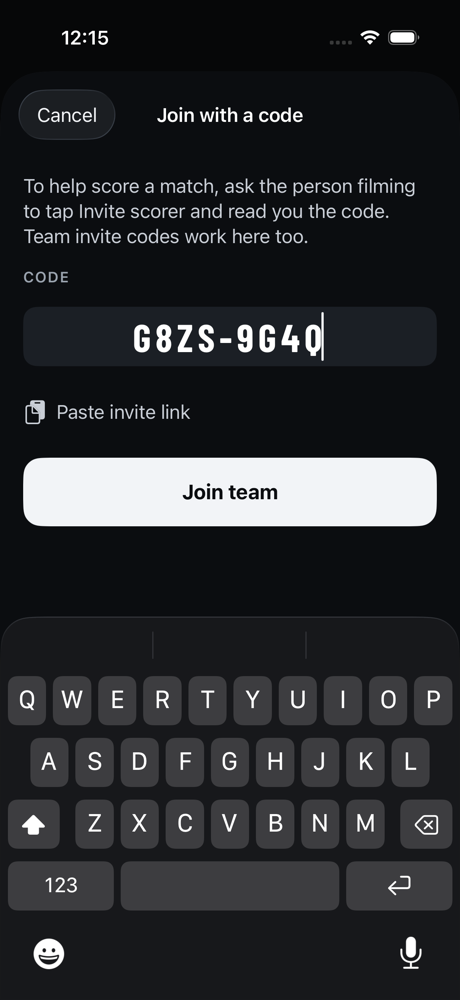 12:15
Cancel
Join with a code
To help score a match, ask the person filming
to tap Invite scorer and read you the code.
Team invite codes work here too.
CODE
G8ZS-9G4Q
Paste invite link
Join team
Q W E R T Y U I O P
A S D F G H J K L
Z X C V B N M
123